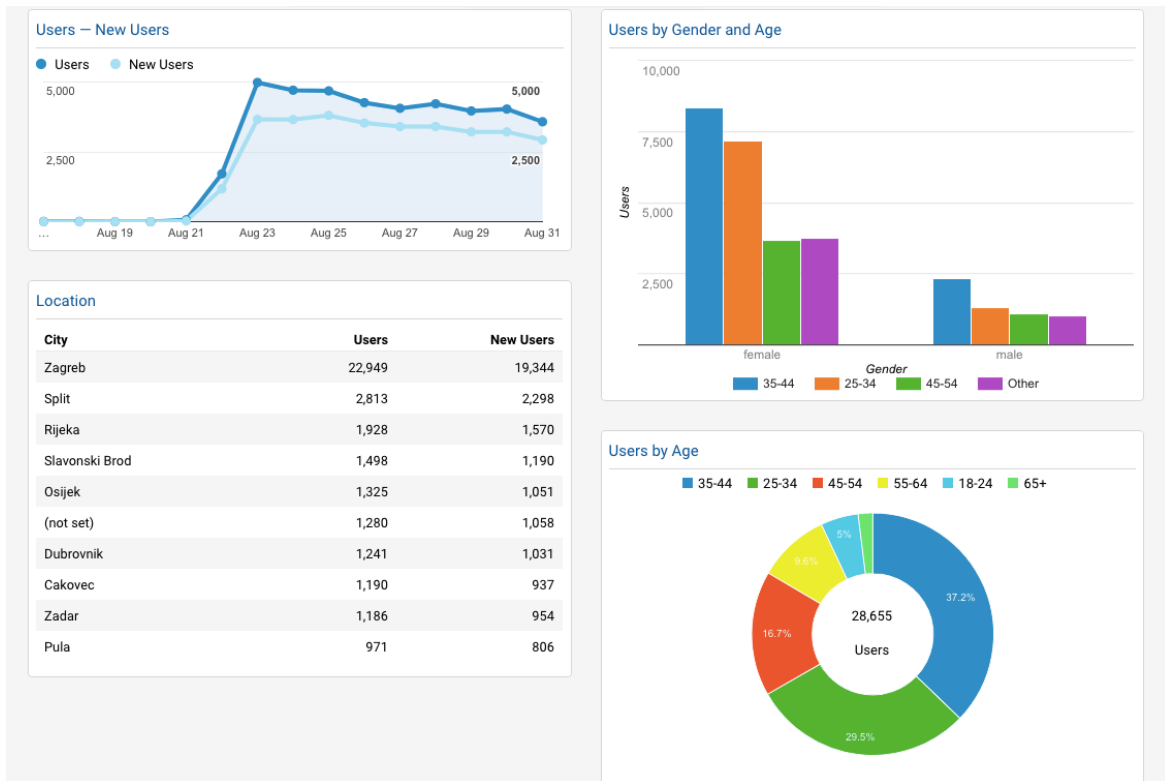 Users — New Users
Users New Users
5,000 5,000
2,500 2,500
... Aug 19 Aug 21 Aug 23 Aug 25 Aug 27 Aug 29 Aug 31
Location
City Users New Users
Zagreb 22,949 19,344
Split 2,813 2,298
Rijeka 1,928 1,570
Slavonski Brod 1,498 1,190
Osijek 1,325 1,051
(not set) 1,280 1,058
Dubrovnik 1,241 1,031
Cakovec 1,190 937
Zadar 1,186 954
Pula 971 806
Users by Gender and Age
10,000
7,500
5,000
2,500
Users
female male
Gender
35-44 25-34 45-54 Other
Users by Age
35-44 25-34 45-54 55-64 18-24 65+
5%
9.6%
37.2%
16.7%
28,655
Users
29.5%